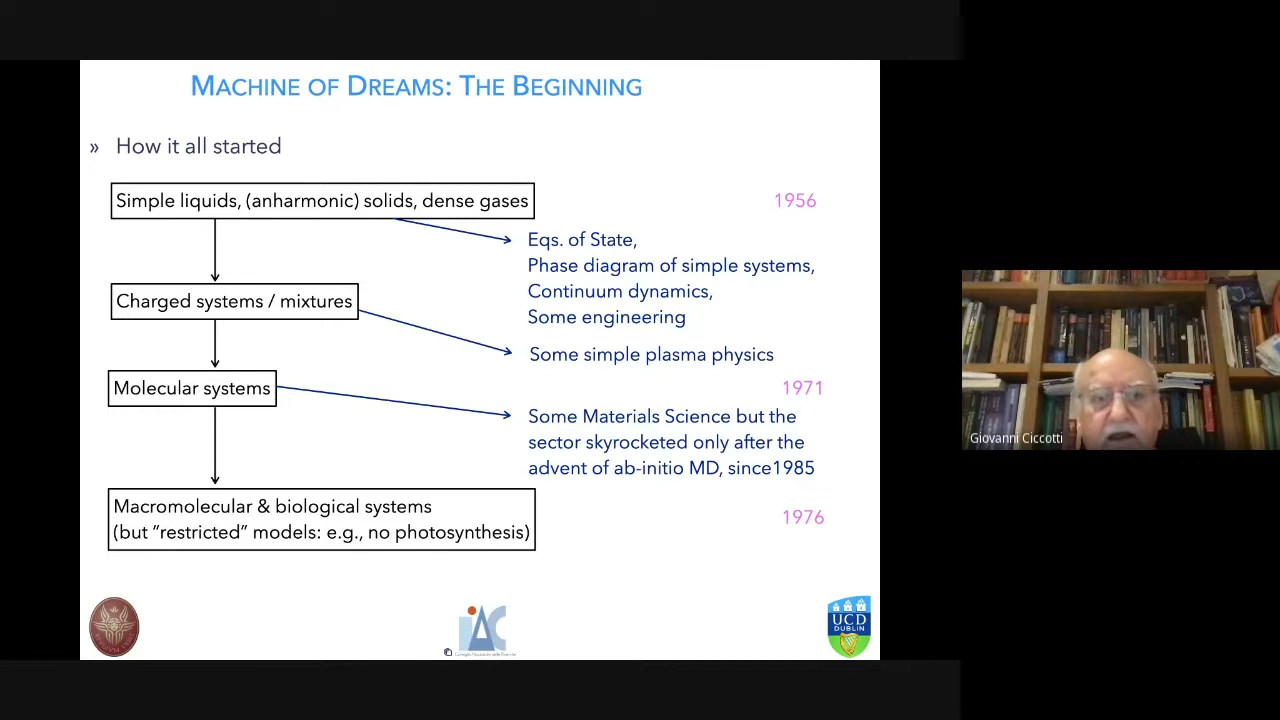 MACHINE OF DREAMS: THE BEGINNING
» How it all started
Simple liquids, (anharmonic) solids, dense gases
1956
Eqs. of State,
Phase diagram of simple systems,
Continuum dynamics,
Some engineering
Charged systems / mixtures
Some simple plasma physics
Molecular systems
1971
Some Materials Science but the
sector skyrocketed only after the
advent of ab-initio MD, since1985
Macromolecular & biological systems
(but ”restricted” models: e.g., no photosynthesis)
1976
Giovanni Ciccotti
iAC
UCD
DUBLIN